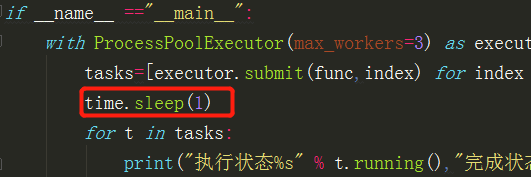 if __name__ =="__main__":
with ProcessPoolExecutor(max_workers=3) as execut
tasks=[executor.submit(func,index) for index
time.sleep(1)
for t in tasks:
print("执行状态%s" % t.running(),"完成状态